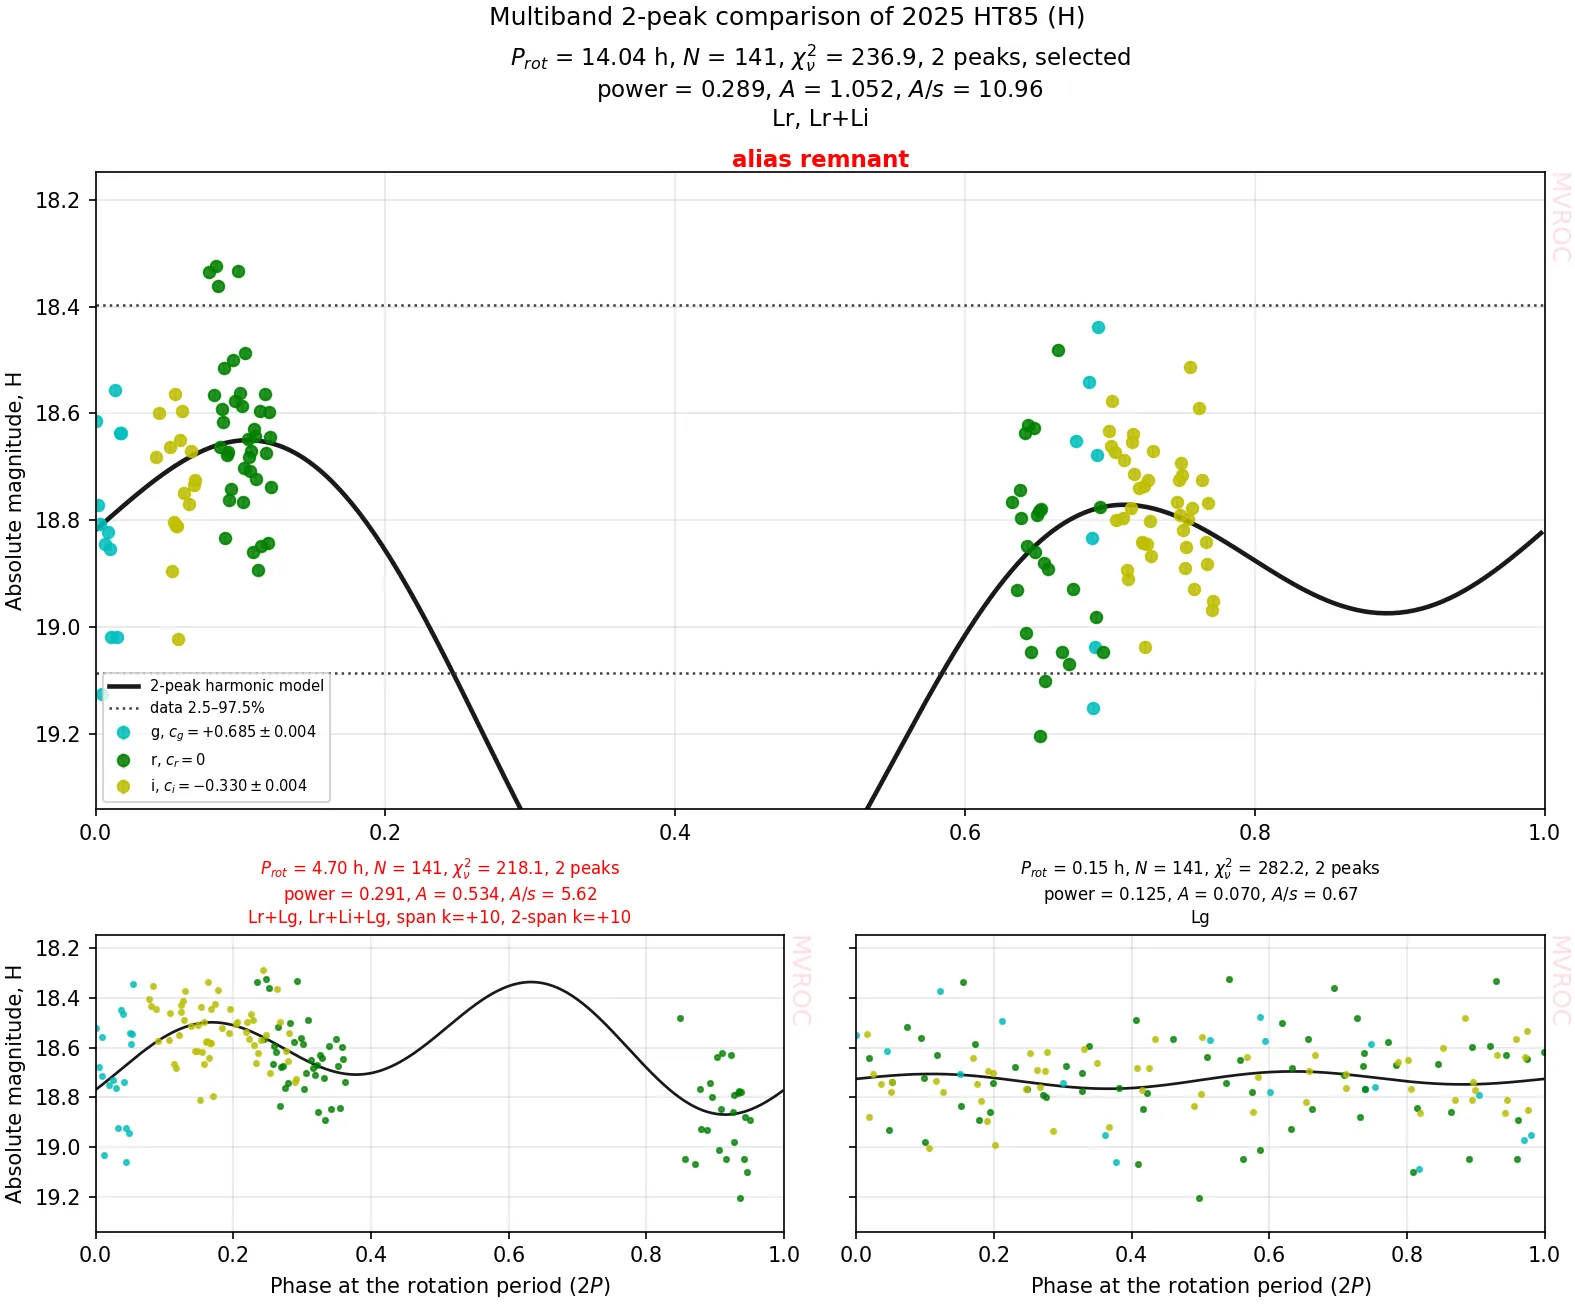 Multiband 2-peak comparison of 2025 HT85 (H)
P_rot = 14.04 h, N = 141, χ²_ν = 236.9, 2 peaks, selected
power = 0.289, A = 1.052, A/s = 10.96
Lr, Lr+Li
alias remnant
MVROC
Absolute magnitude, H
18.2
18.4
18.6
18.8
19.0
19.2
2-peak harmonic model
data 2.5–97.5%
g, c_g = +0.685 ± 0.004
r, c_r = 0
i, c_i = −0.330 ± 0.004
0.0 0.2 0.4 0.6 0.8 1.0
P_rot = 4.70 h, N = 141, χ²_ν = 218.1, 2 peaks
power = 0.291, A = 0.534, A/s = 5.62
Lr+Lg, Lr+Li+Lg, span k=+10, 2-span k=+10
MVROC
Absolute magnitude, H
18.2
18.4
18.6
18.8
19.0
19.2
0.0 0.2 0.4 0.6 0.8 1.0
Phase at the rotation period (2P)
P_rot = 0.15 h, N = 141, χ²_ν = 282.2, 2 peaks
power = 0.125, A = 0.070, A/s = 0.67
Lg
MVROC
0.0 0.2 0.4 0.6 0.8 1.0
Phase at the rotation period (2P)